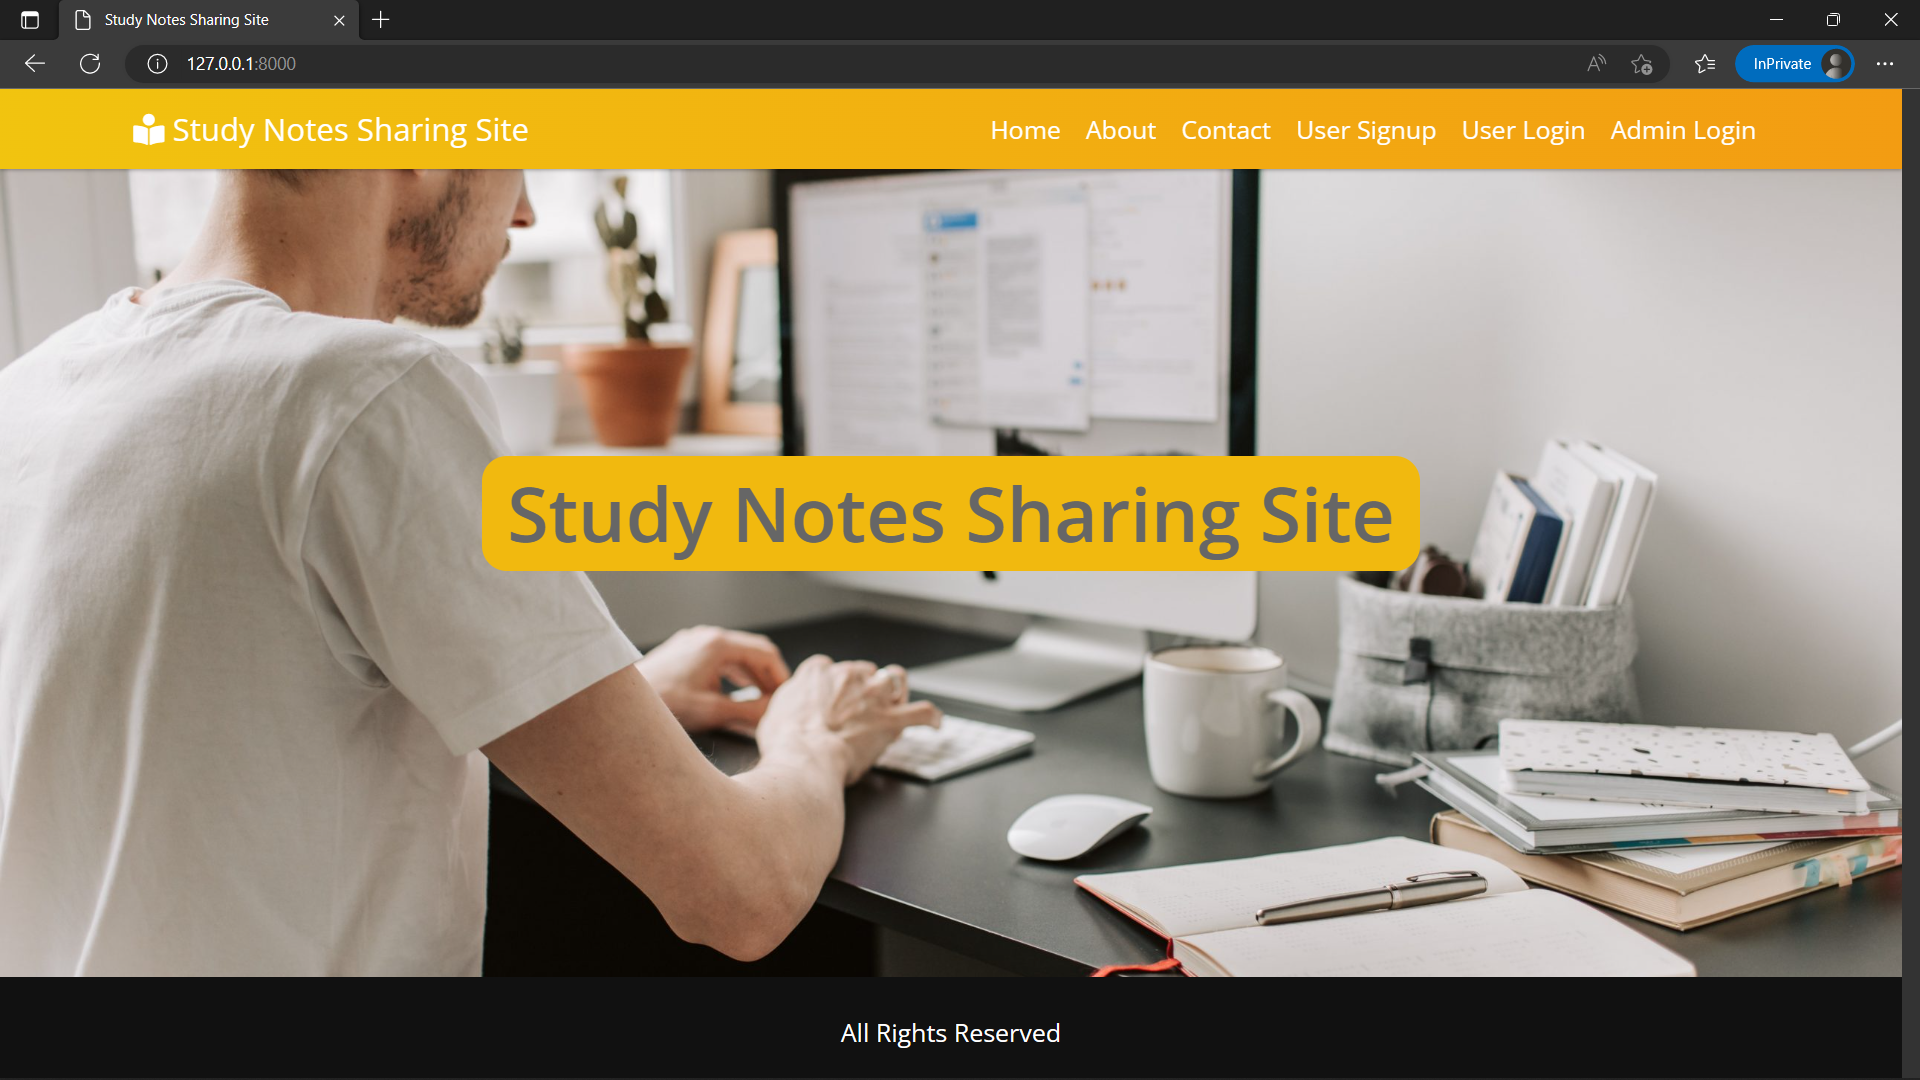 Study Notes Sharing Site
127.0.0.1:8000
InPrivate
Study Notes Sharing Site
Home About Contact User Signup User Login Admin Login
Study Notes Sharing Site
All Rights Reserved